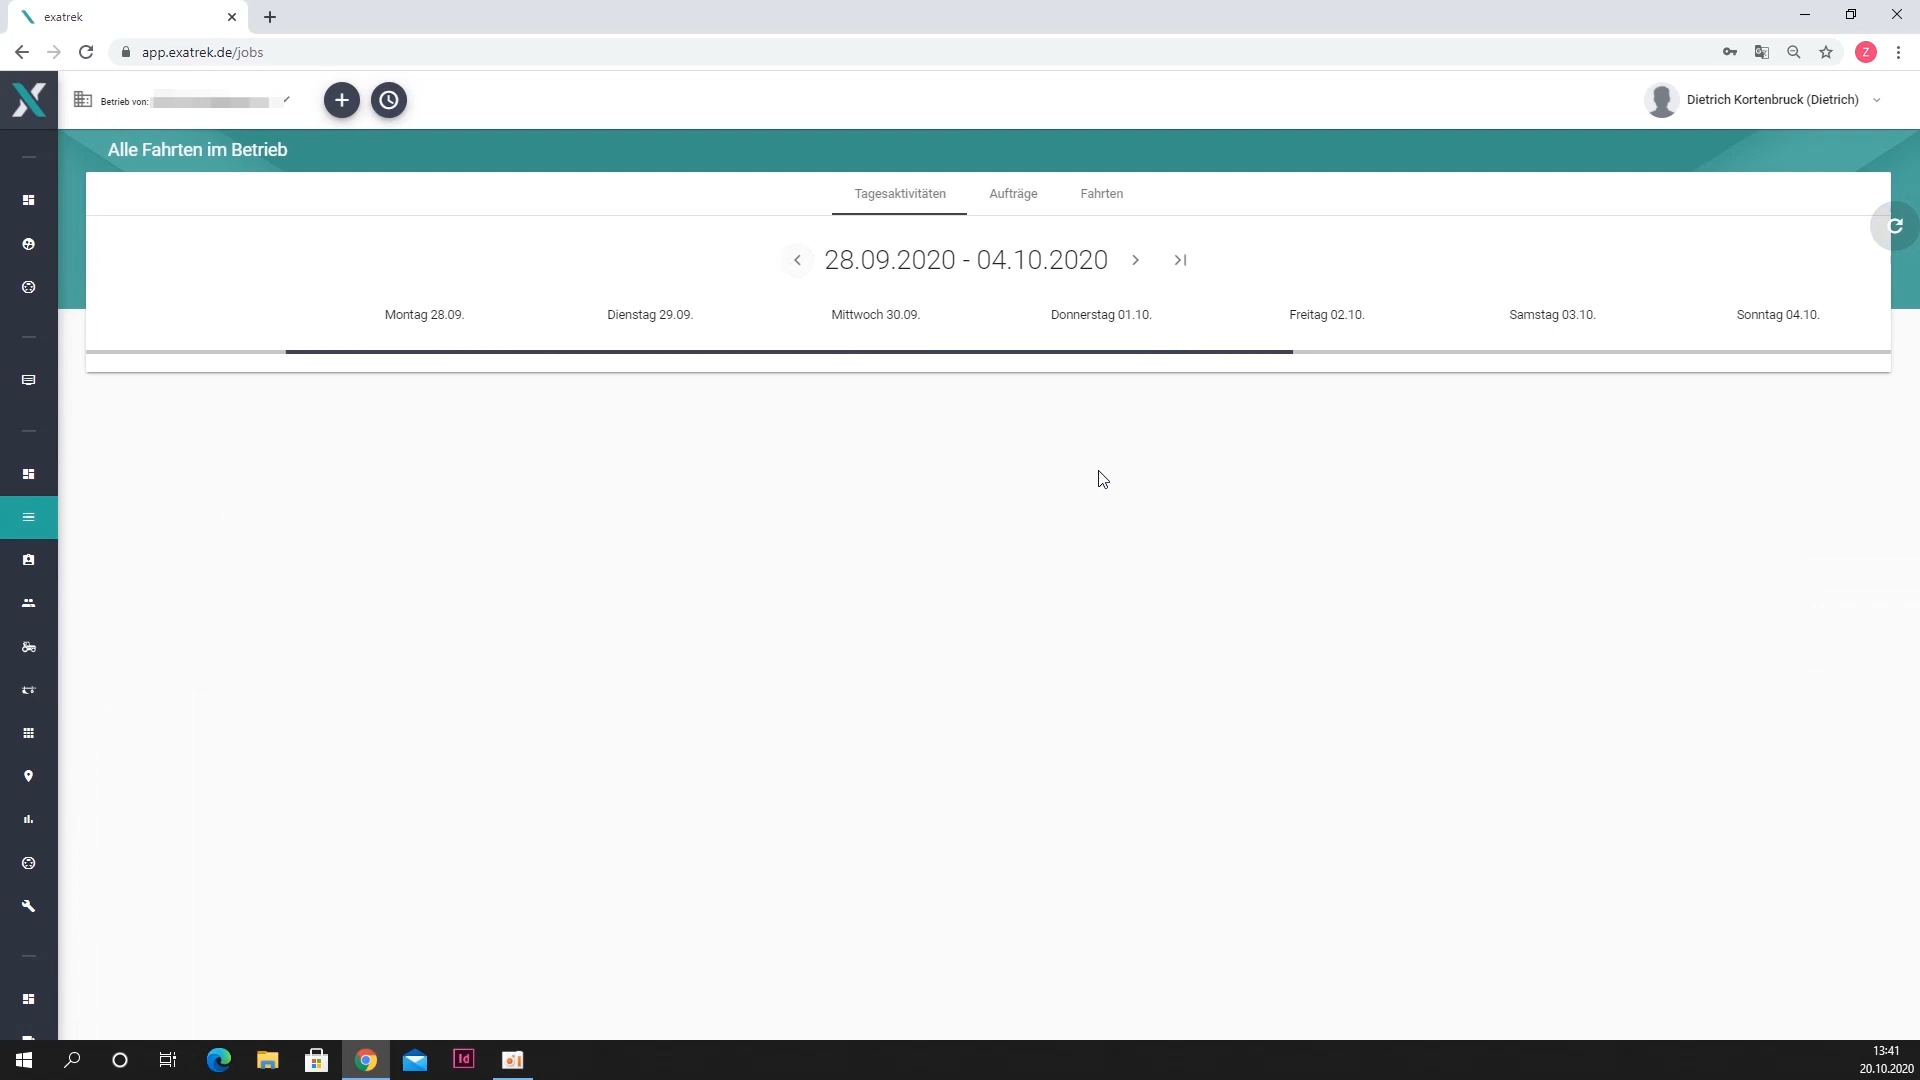 exatrek
app.exatrek.de/jobs
Z
Betrieb von:
Dietrich Kortenbruck (Dietrich)
Alle Fahrten im Betrieb
Tagesaktivitäten Aufträge Fahrten
28.09.2020 - 04.10.2020
Montag 28.09. Dienstag 29.09. Mittwoch 30.09. Donnerstag 01.10. Freitag 02.10. Samstag 03.10. Sonntag 04.10.
Id
13:41
20.10.2020